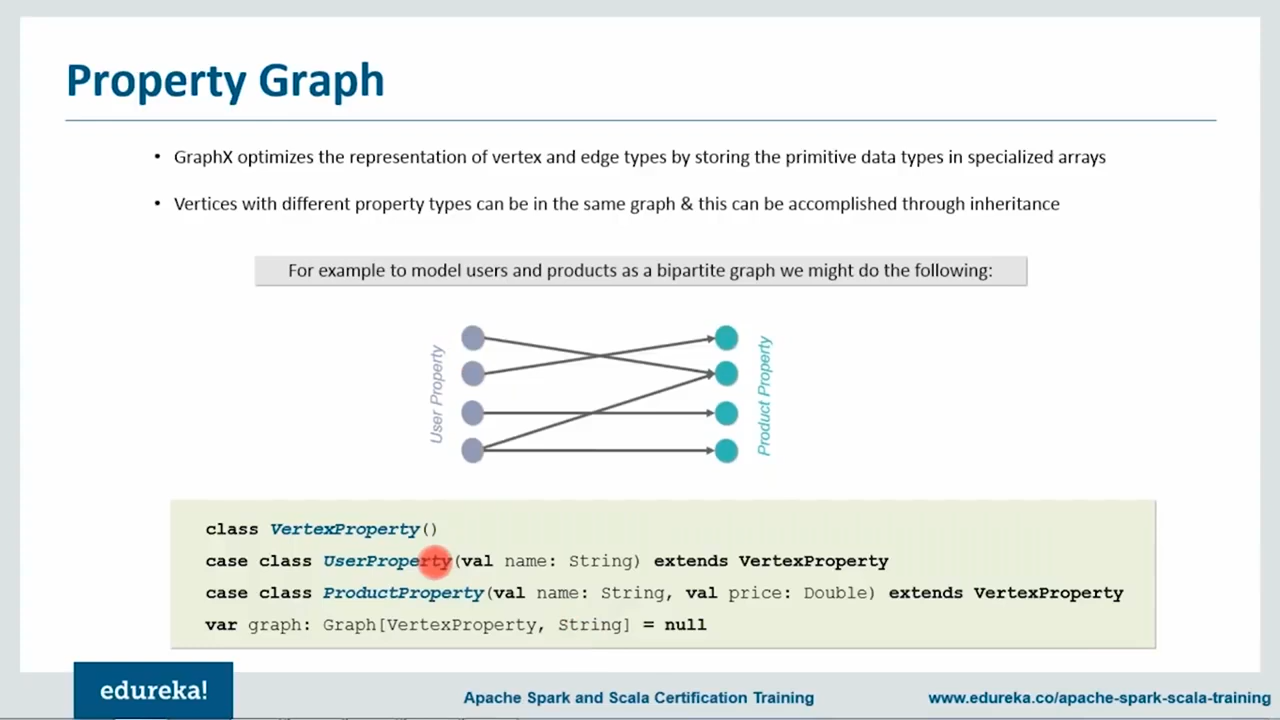 Property Graph
• GraphX optimizes the representation of vertex and edge types by storing the primitive data types in specialized arrays
• Vertices with different property types can be in the same graph & this can be accomplished through inheritance
For example to model users and products as a bipartite graph we might do the following:
User Property
Product Property
class VertexProperty()
case class UserProperty(val name: String) extends VertexProperty
case class ProductProperty(val name: String, val price: Double) extends VertexProperty
var graph: Graph[VertexProperty, String] = null
edureka!
Apache Spark and Scala Certification Training
www.edureka.co/apache-spark-scala-training